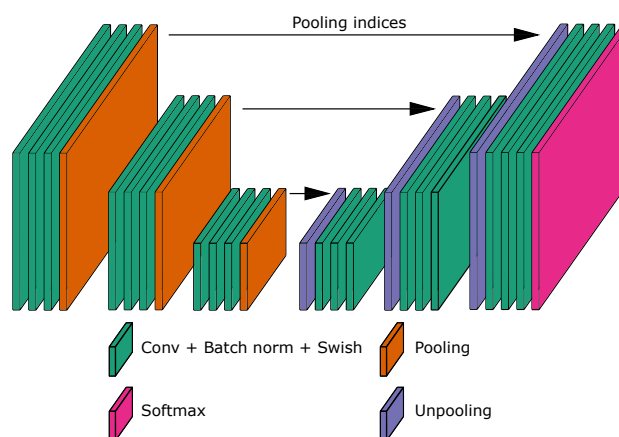 Pooling indices
Conv + Batch norm + Swish
Pooling
Softmax
Unpooling